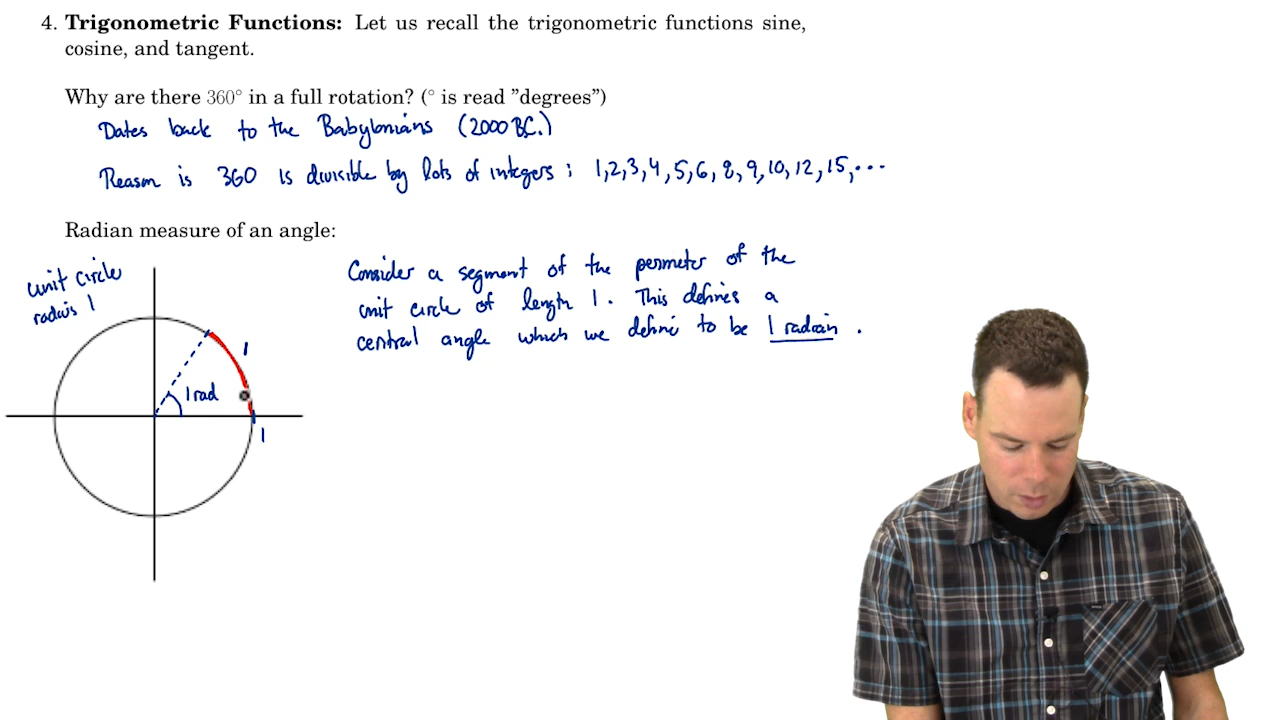 4. Trigonometric Functions: Let us recall the trigonometric functions sine,
cosine, and tangent.
Why are there 360° in a full rotation? (° is read ”degrees”)
Dates back to the Babylonians (2000 B.C.)
Reason is 360 is divisible by lots of integers : 1,2,3,4,5,6,8,9,10,12,15,...
Radian measure of an angle:
unit circle
radius 1
Consider a segment of the perimeter of the
unit circle of length 1. This defines a
central angle which we define to be 1 radian.
1
1 rad
1